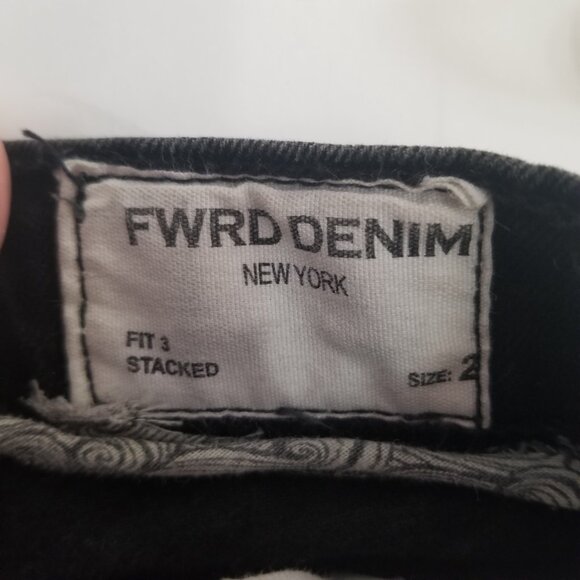 FWRD DENIM
NEW YORK
FIT 3
STACKED
SIZE: 2